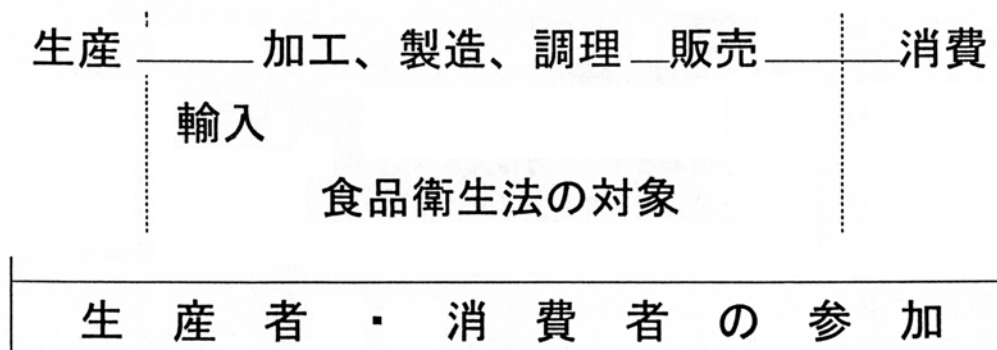 生産 加工、製造、調理 販売 消費
輸入
食品衛生法の対象
生産者・消費者の参加